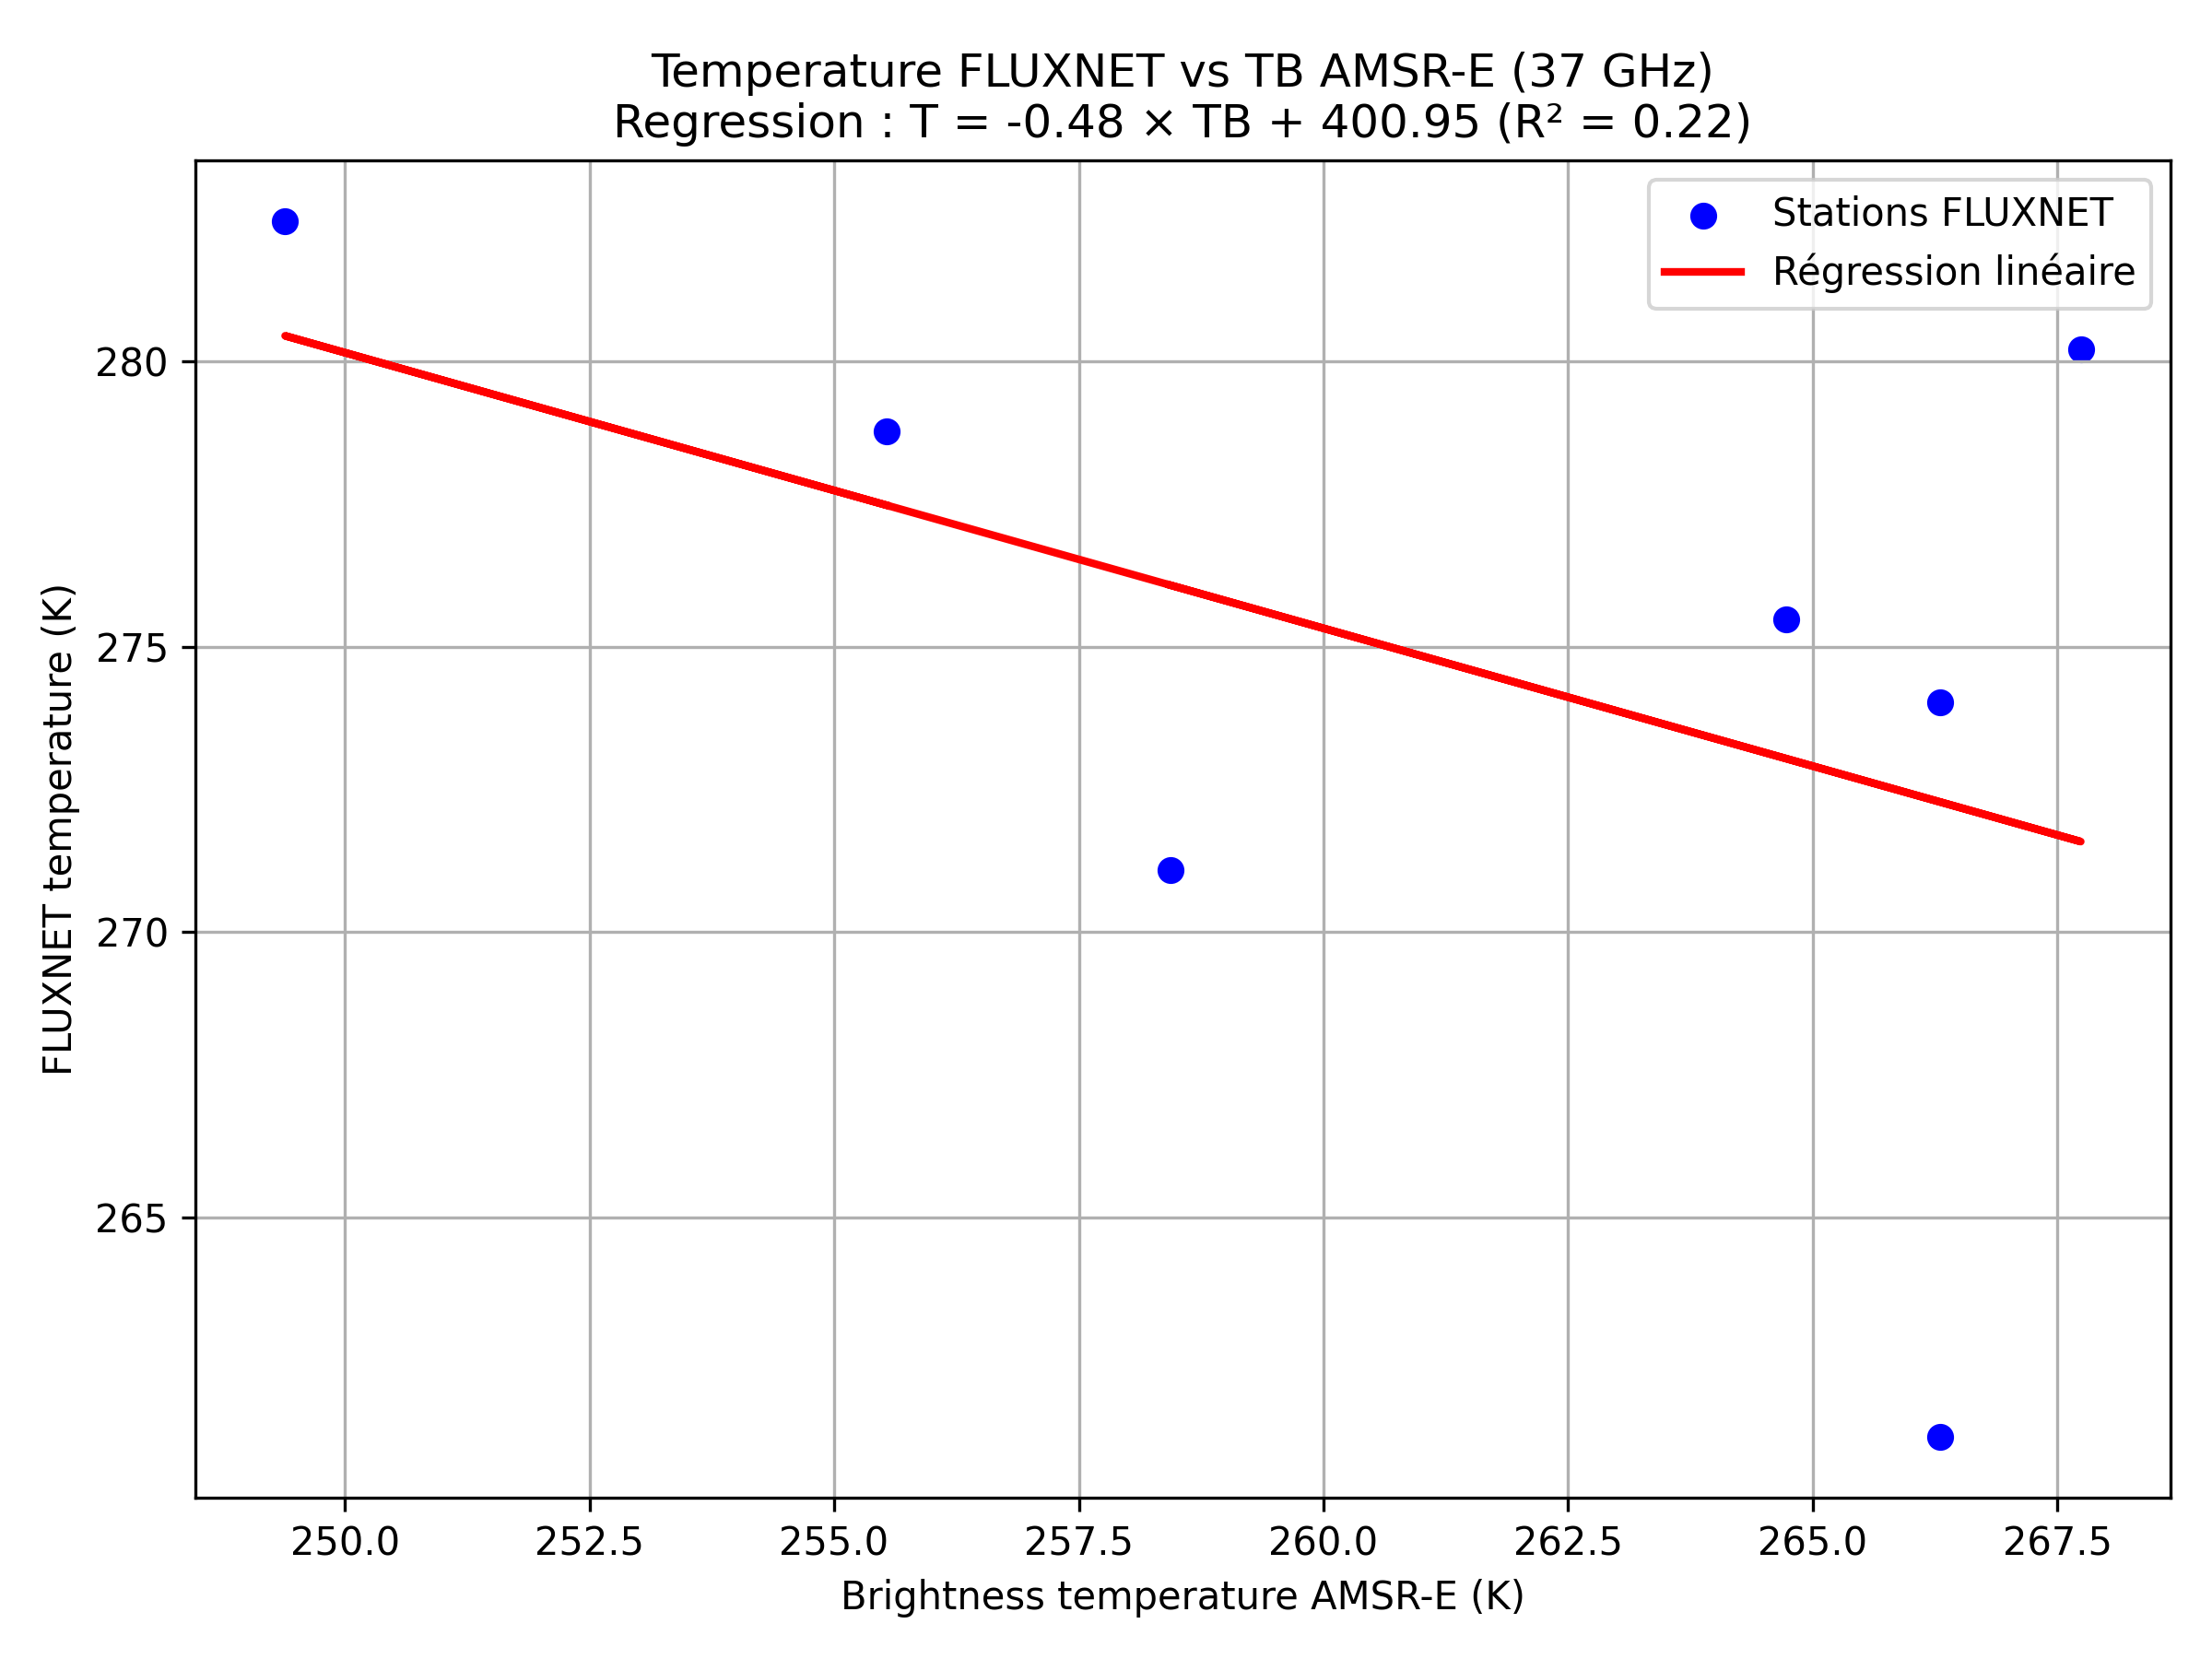 Temperature FLUXNET vs TB AMSR-E (37 GHz)
Regression : T = -0.48 × TB + 400.95 (R² = 0.22)
Stations FLUXNET
Régression linéaire
FLUXNET temperature (K)
280
275
270
265
250.0 252.5 255.0 257.5 260.0 262.5 265.0 267.5
Brightness temperature AMSR-E (K)